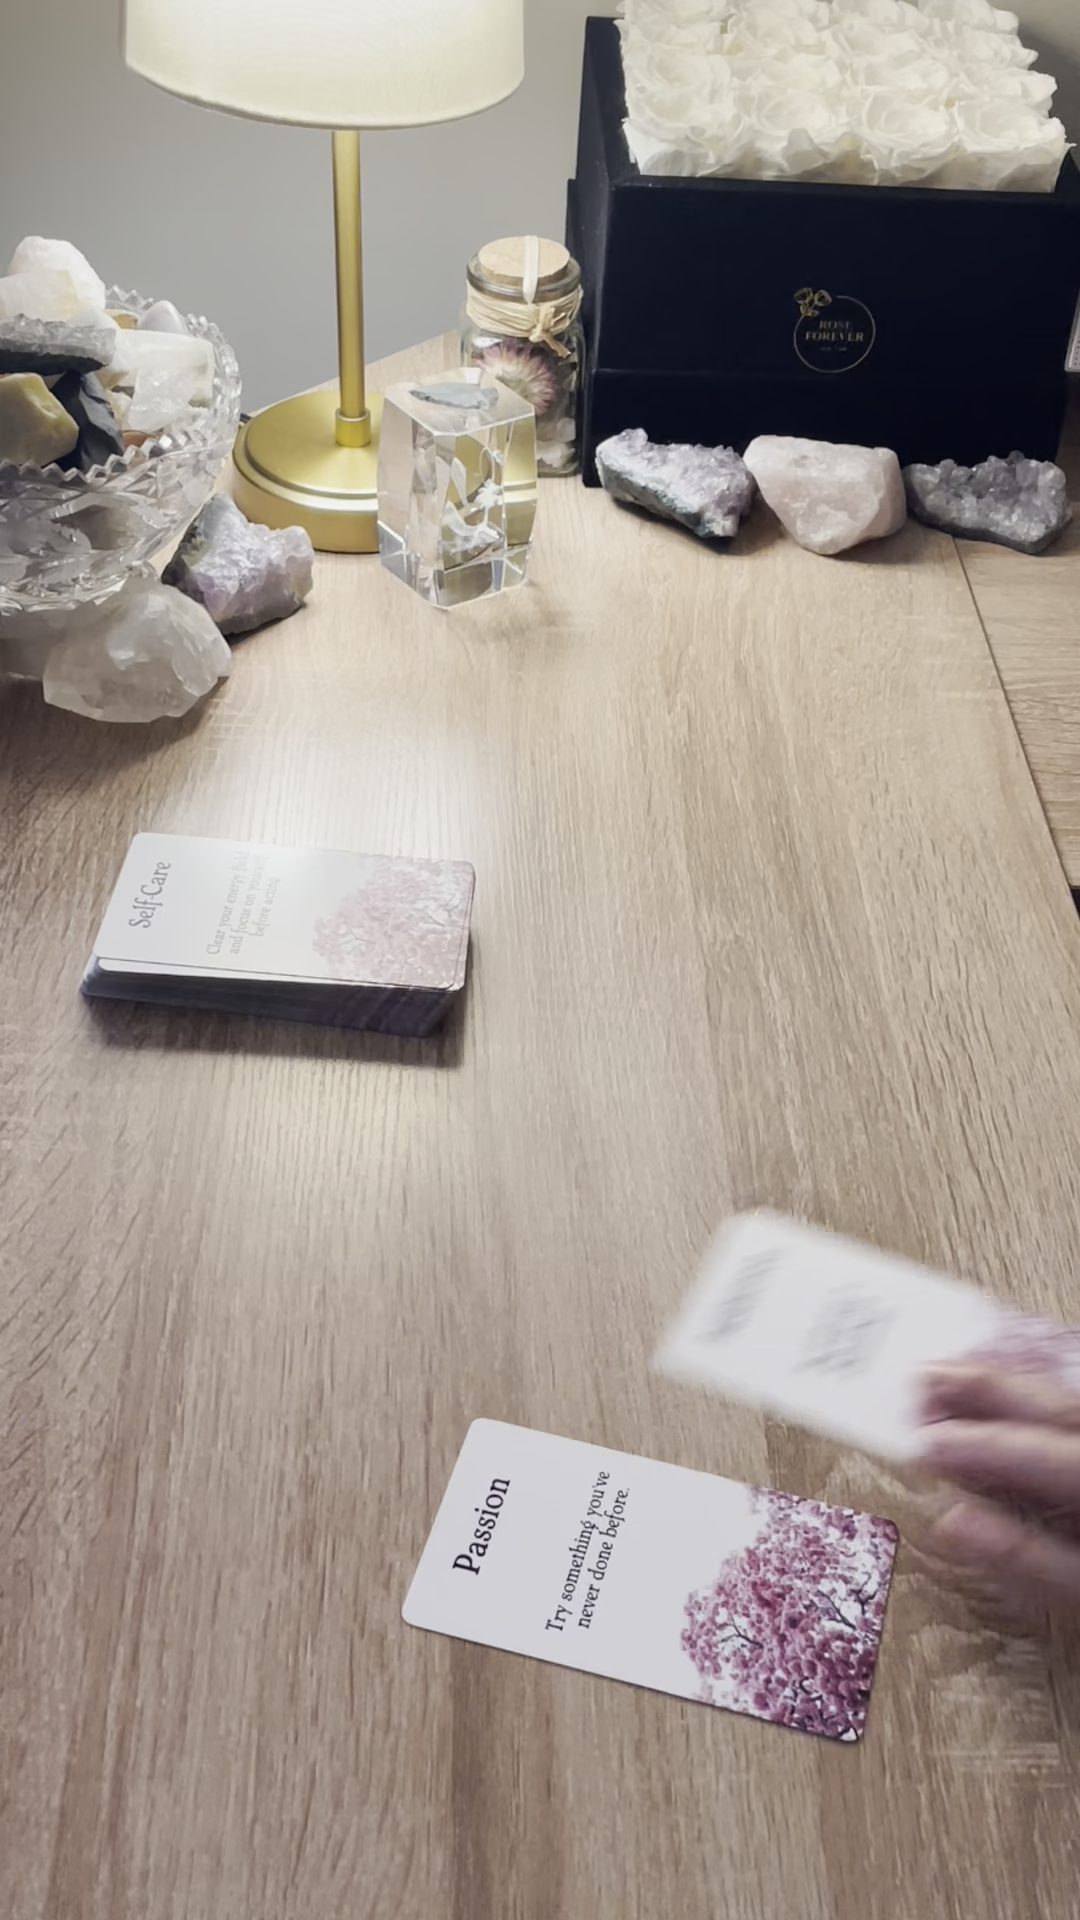 ROSE
FOREVER
Self-Care
Clear your energy field
and focus on yourself
before acting
Passion
Try something you've
never done before.